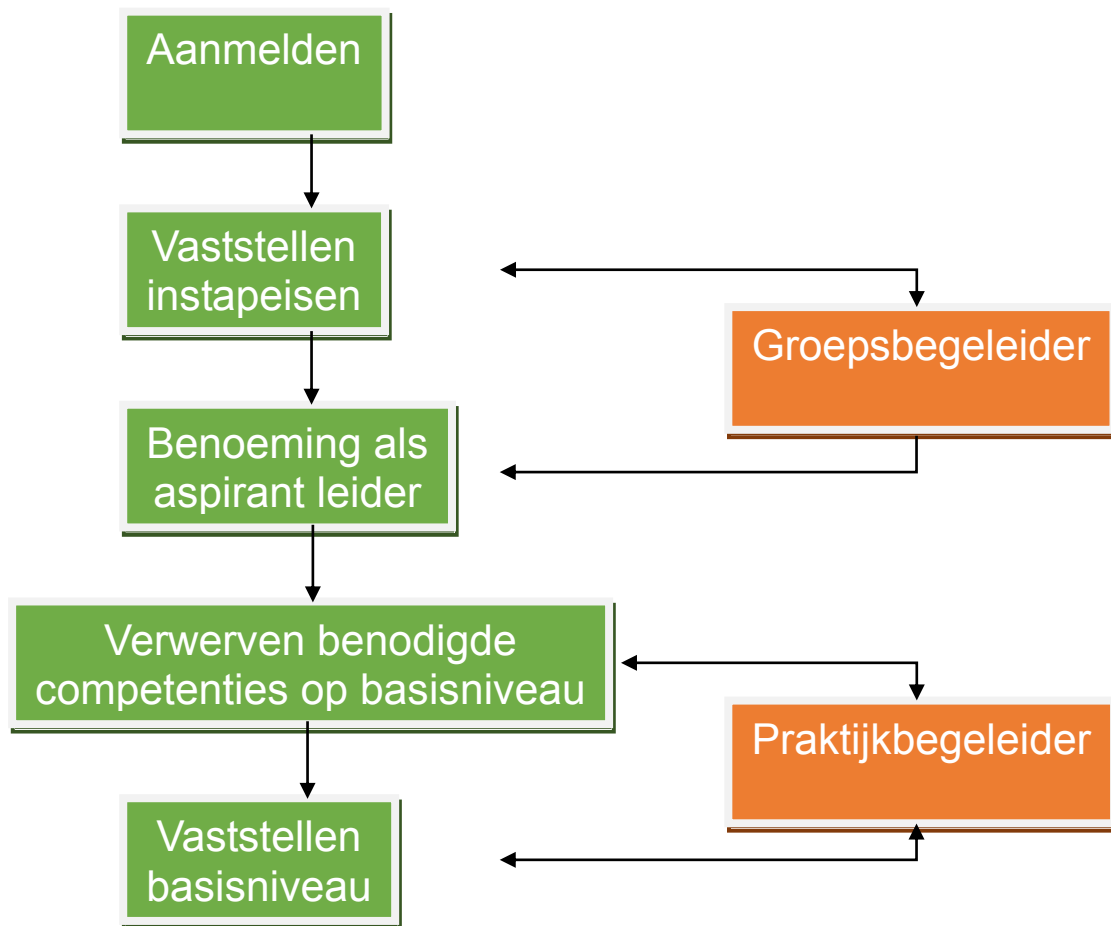 Aanmelden
Vaststellen
instapeisen
Groepsbegeleider
Benoeming als
aspirant leider
Verwerven benodigde
competenties op basisniveau
Praktijkbegeleider
Vaststellen
basisniveau